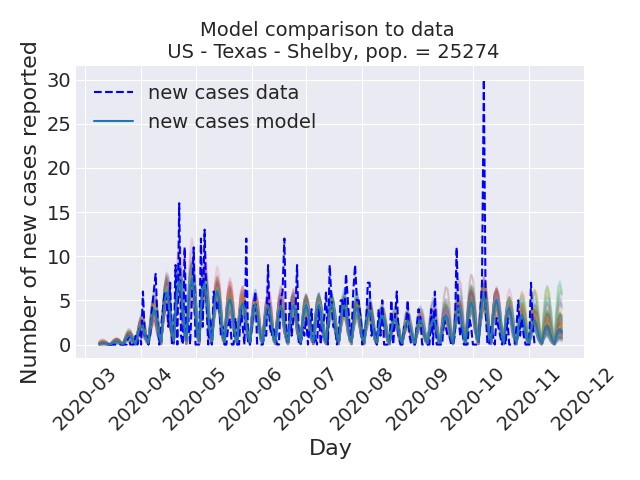 Model comparison to data
US - Texas - Shelby, pop. = 25274
Number of new cases reported
30
25
20
15
10
5
0
new cases data
new cases model
2020-03
2020-04
2020-05
2020-06
2020-07
2020-08
2020-09
2020-10
2020-11
2020-12
Day